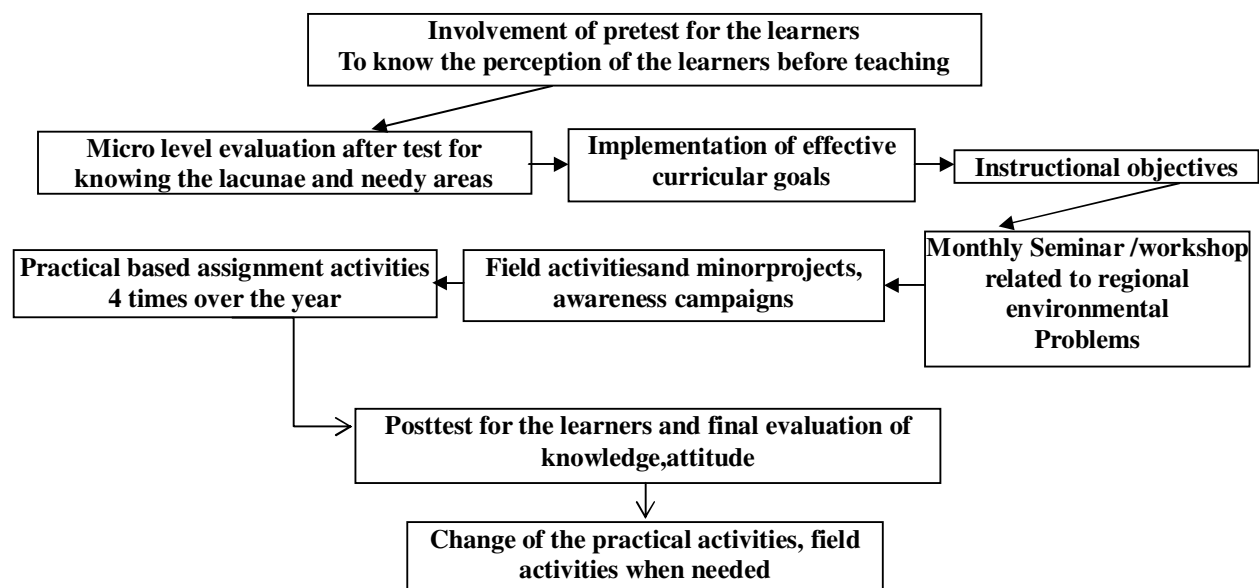 Involvement of pretest for the learners
To know the perception of the learners before teaching
Micro level evaluation after test for
knowing the lacunae and needy areas
Implementation of effective
curricular goals
Instructional objectives
Monthly Seminar /workshop
related to regional
environmental
Problems
Field activitiesand minorprojects,
awareness campaigns
Practical based assignment activities
4 times over the year
Posttest for the learners and final evaluation of
knowledge,attitude
Change of the practical activities, field
activities when needed